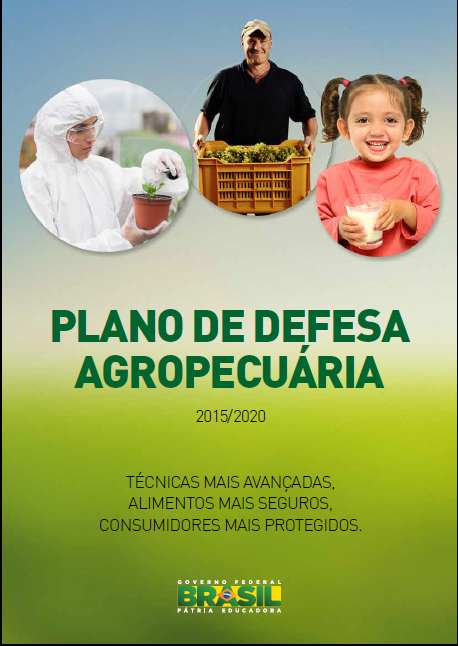 PLANO DE DEFESA
AGROPECUÁRIA
2015/2020
TÉCNICAS MAIS AVANÇADAS,
ALIMENTOS MAIS SEGUROS,
CONSUMIDORES MAIS PROTEGIDOS.
GOVERNO FEDERAL
BRASIL
PÁTRIA EDUCADORA